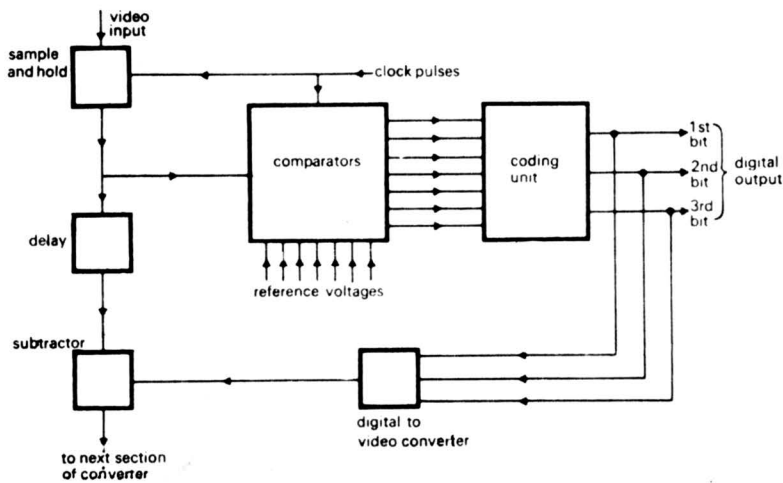 video
input
sample
and hold
clock pulses
comparators
coding
unit
1st
bit
2nd
bit
3rd
bit
digital
output
delay
reference voltages
subtractor
digital to
video converter
to next section
of converter